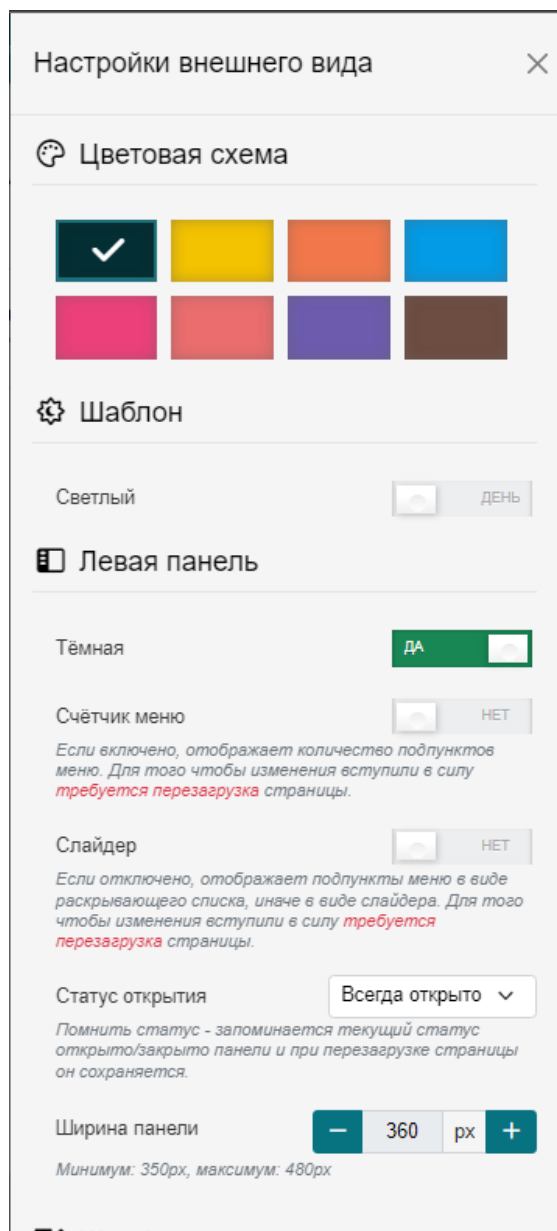 Настройки внешнего вида
Цветовая схема
Шаблон
Светлый
ДЕНЬ
Левая панель
Тёмная
ДА
Счётчик меню
НЕТ
Если включено, отображает количество подпунктов
меню. Для того чтобы изменения вступили в силу
требуется перезагрузка страницы.
Слайдер
НЕТ
Если отключено, отображает подпункты меню в виде
раскрывающего списка, иначе в виде слайдера. Для того
чтобы изменения вступили в силу требуется
перезагрузка страницы.
Статус открытия
Всегда открыто
Помнить статус - запоминается текущий статус
открыто/закрыто панели и при перезагрузке страницы
он сохраняется.
Ширина панели
− 360 px +
Минимум: 350px, максимум: 480px